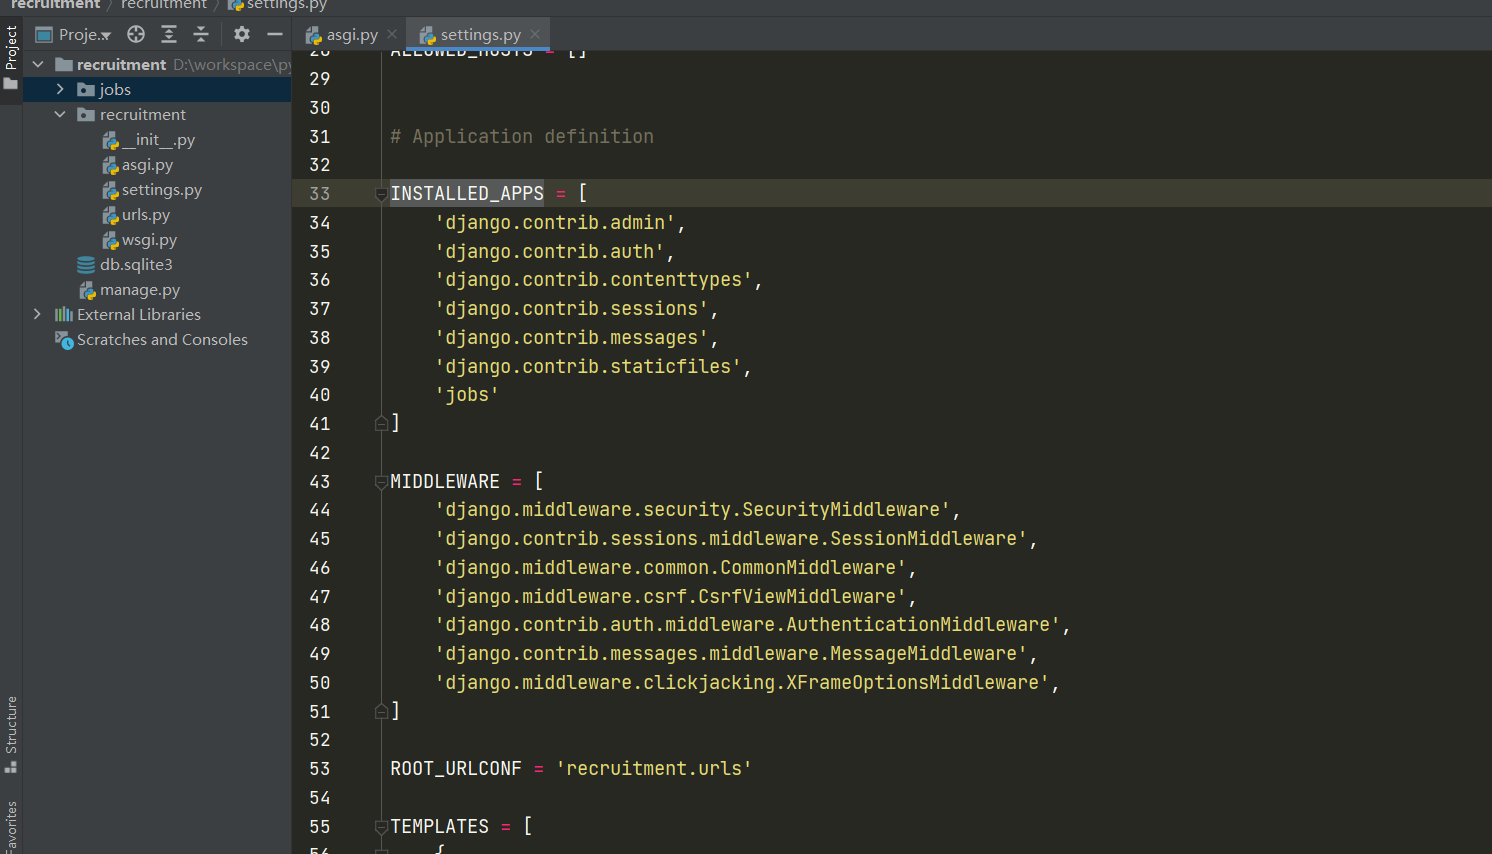 recruitment recruitment settings.py
Project
Proje..
recruitment D:\workspace\py
jobs
recruitment
__init__.py
asgi.py
settings.py
urls.py
wsgi.py
db.sqlite3
manage.py
External Libraries
Scratches and Consoles
Structure
Favorites
asgi.py settings.py
28 ALLOWED_HOSTS = []
29
30
31 # Application definition
32
33 INSTALLED_APPS = [
34 'django.contrib.admin',
35 'django.contrib.auth',
36 'django.contrib.contenttypes',
37 'django.contrib.sessions',
38 'django.contrib.messages',
39 'django.contrib.staticfiles',
40 'jobs'
41 ]
42
43 MIDDLEWARE = [
44 'django.middleware.security.SecurityMiddleware',
45 'django.contrib.sessions.middleware.SessionMiddleware',
46 'django.middleware.common.CommonMiddleware',
47 'django.middleware.csrf.CsrfViewMiddleware',
48 'django.contrib.auth.middleware.AuthenticationMiddleware',
49 'django.contrib.messages.middleware.MessageMiddleware',
50 'django.middleware.clickjacking.XFrameOptionsMiddleware',
51 ]
52
53 ROOT_URLCONF = 'recruitment.urls'
54
55 TEMPLATES = [
56 {